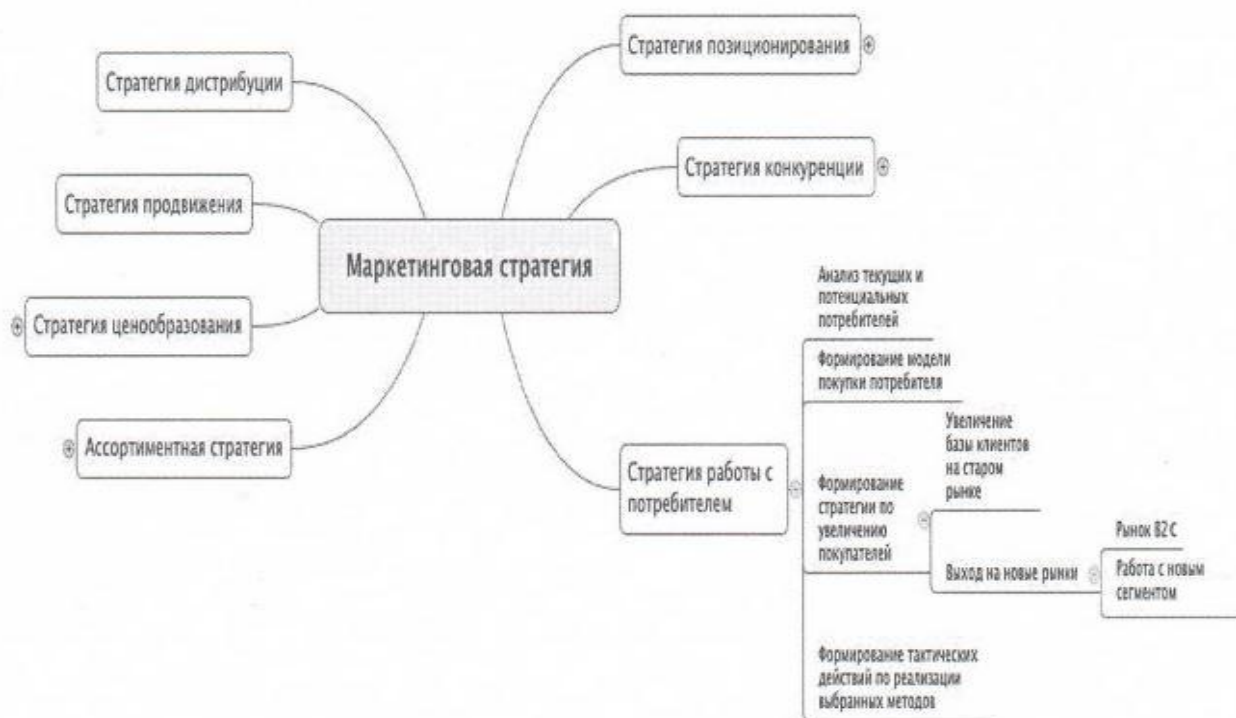 Стратегия позиционирования
Стратегия дистрибуции
Стратегия конкуренции
Стратегия продвижения
Маркетинговая стратегия
Стратегия ценообразования
Ассортиментная стратегия
Стратегия работы с
потребителем
Анализ текущих и
потенциальных
потребителей
Формирование модели
покупки потребителя
Формирование
стратегии по
увеличению
покупателей
Увеличение
базы клиентов
на старом
рынке
Выход на новые рынки
Рынок B2C
Работа с новым
сегментом
Формирование тактических
действий по реализации
выбранных методов